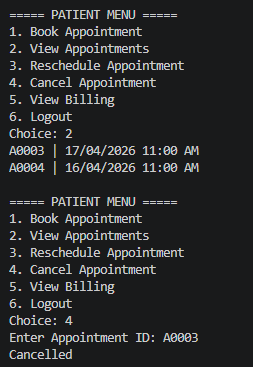 ===== PATIENT MENU =====
1. Book Appointment
2. View Appointments
3. Reschedule Appointment
4. Cancel Appointment
5. View Billing
6. Logout
Choice: 2
A0003 | 17/04/2026 11:00 AM
A0004 | 16/04/2026 11:00 AM
===== PATIENT MENU =====
1. Book Appointment
2. View Appointments
3. Reschedule Appointment
4. Cancel Appointment
5. View Billing
6. Logout
Choice: 4
Enter Appointment ID: A0003
Cancelled